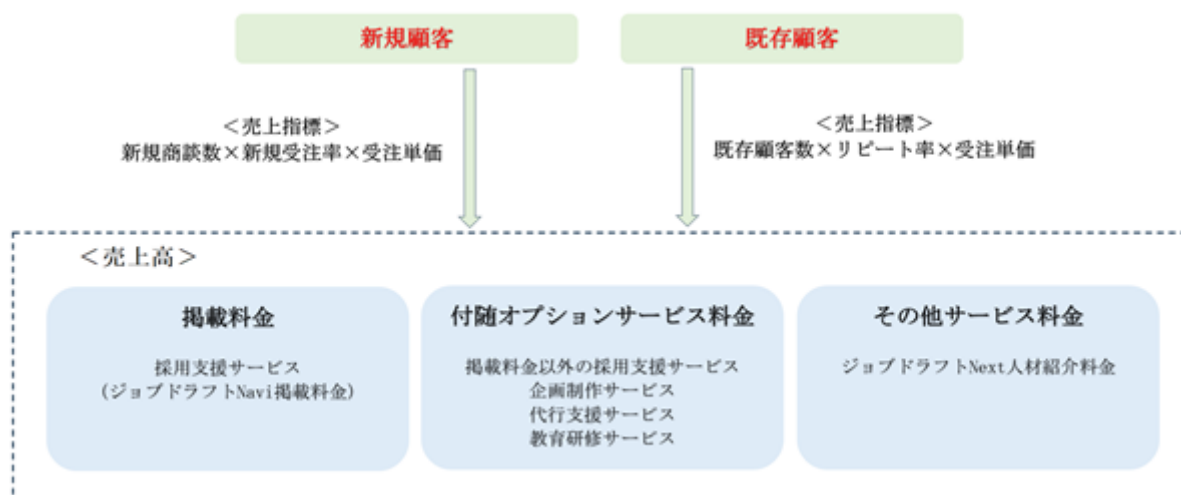 新規顧客
既存顧客
＜売上指標＞
新規商談数×新規受注率×受注単価
＜売上指標＞
既存顧客数×リピート率×受注単価
＜売上高＞
掲載料金
採用支援サービス
(ジョブドラフトNavi掲載料金)
付随オプションサービス料金
掲載料金以外の採用支援サービス
企画制作サービス
代行支援サービス
教育研修サービス
その他サービス料金
ジョブドラフトNext人材紹介料金